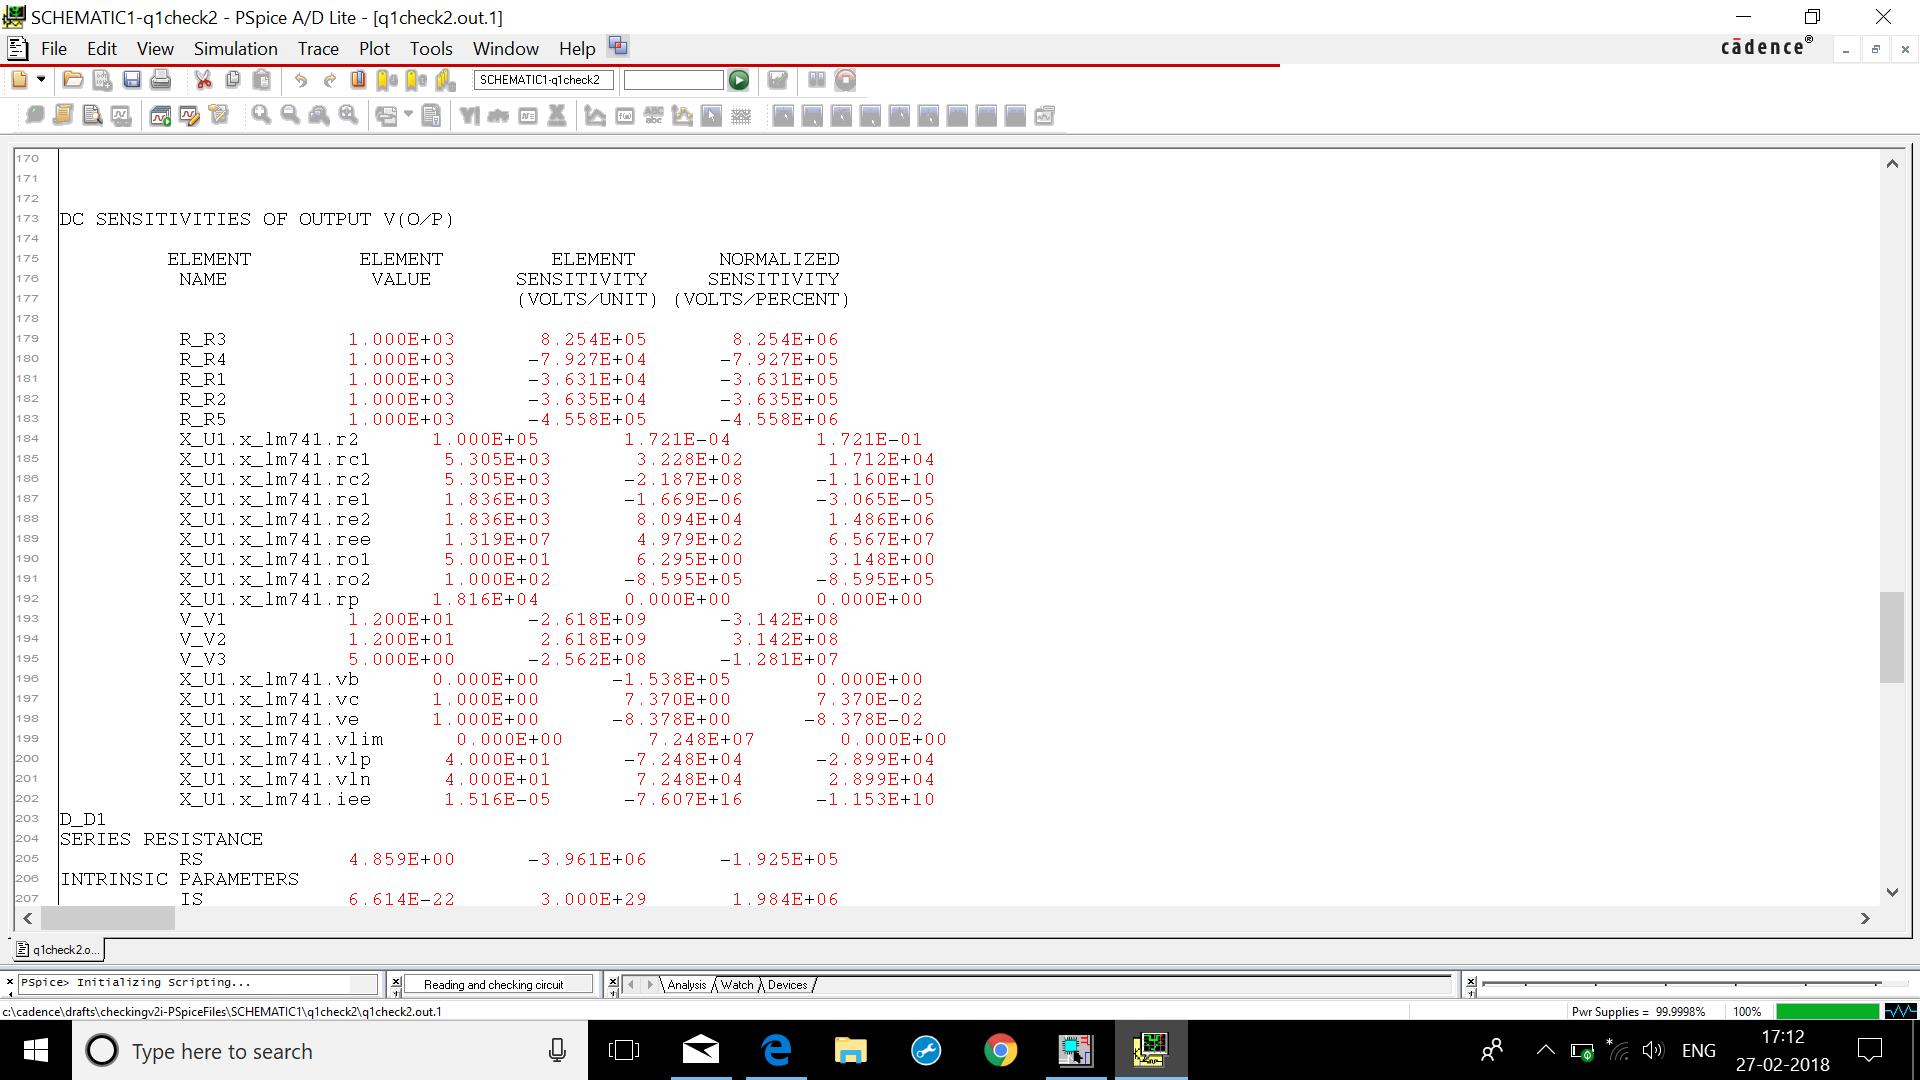 SCHEMATIC1-q1check2 - PSpice A/D Lite - [q1check2.out.1]
File Edit View Simulation Trace Plot Tools Window Help
cādence®
SCHEMATIC1-q1check2
170
171
172
173 DC SENSITIVITIES OF OUTPUT V(O/P)
174
175 ELEMENT ELEMENT ELEMENT NORMALIZED
176 NAME VALUE SENSITIVITY SENSITIVITY
177 (VOLTS/UNIT) (VOLTS/PERCENT)
178
179 R_R3 1.000E+03 8.254E+05 8.254E+06
180 R_R4 1.000E+03 -7.927E+04 -7.927E+05
181 R_R1 1.000E+03 -3.631E+04 -3.631E+05
182 R_R2 1.000E+03 -3.635E+04 -3.635E+05
183 R_R5 1.000E+03 -4.558E+05 -4.558E+06
184 X_U1.x_lm741.r2 1.000E+05 1.721E-04 1.721E-01
185 X_U1.x_lm741.rc1 5.305E+03 3.228E+02 1.712E+04
186 X_U1.x_lm741.rc2 5.305E+03 -2.187E+08 -1.160E+10
187 X_U1.x_lm741.re1 1.836E+03 -1.669E-06 -3.065E-05
188 X_U1.x_lm741.re2 1.836E+03 8.094E+04 1.486E+06
189 X_U1.x_lm741.ree 1.319E+07 4.979E+02 6.567E+07
190 X_U1.x_lm741.ro1 5.000E+01 6.295E+00 3.148E+00
191 X_U1.x_lm741.ro2 1.000E+02 -8.595E+05 -8.595E+05
192 X_U1.x_lm741.rp 1.816E+04 0.000E+00 0.000E+00
193 V_V1 1.200E+01 -2.618E+09 -3.142E+08
194 V_V2 1.200E+01 2.618E+09 3.142E+08
195 V_V3 5.000E+00 -2.562E+08 -1.281E+07
196 X_U1.x_lm741.vb 0.000E+00 -1.538E+05 0.000E+00
197 X_U1.x_lm741.vc 1.000E+00 7.370E+00 7.370E-02
198 X_U1.x_lm741.ve 1.000E+00 -8.378E+00 -8.378E-02
199 X_U1.x_lm741.vlim 0.000E+00 7.248E+07 0.000E+00
200 X_U1.x_lm741.vlp 4.000E+01 -7.248E+04 -2.899E+04
201 X_U1.x_lm741.vln 4.000E+01 7.248E+04 2.899E+04
202 X_U1.x_lm741.iee 1.516E-05 -7.607E+16 -1.153E+10
203 D_D1
204 SERIES RESISTANCE
205 RS 4.859E+00 -3.961E+06 -1.925E+05
206 INTRINSIC PARAMETERS
207 IS 6.614E-22 3.000E+29 1.984E+06
q1check2.o...
PSpice> Initializing Scripting...
Reading and checking circuit
Analysis Watch Devices
c:\cadence\drafts\checkingv2i-PSpiceFiles\SCHEMATIC1\q1check2\q1check2.out.1
Pwr Supplies = 99.9998% 100%
Type here to search
ENG
17:12
27-02-2018